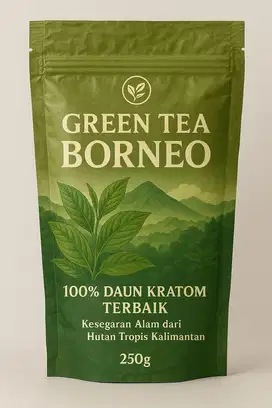 GREEN TEA
BORNEO
100% DAUN KRATOM
TERBAIK
Kesegaran Alam dari
Hutan Tropis Kalimantan
250g